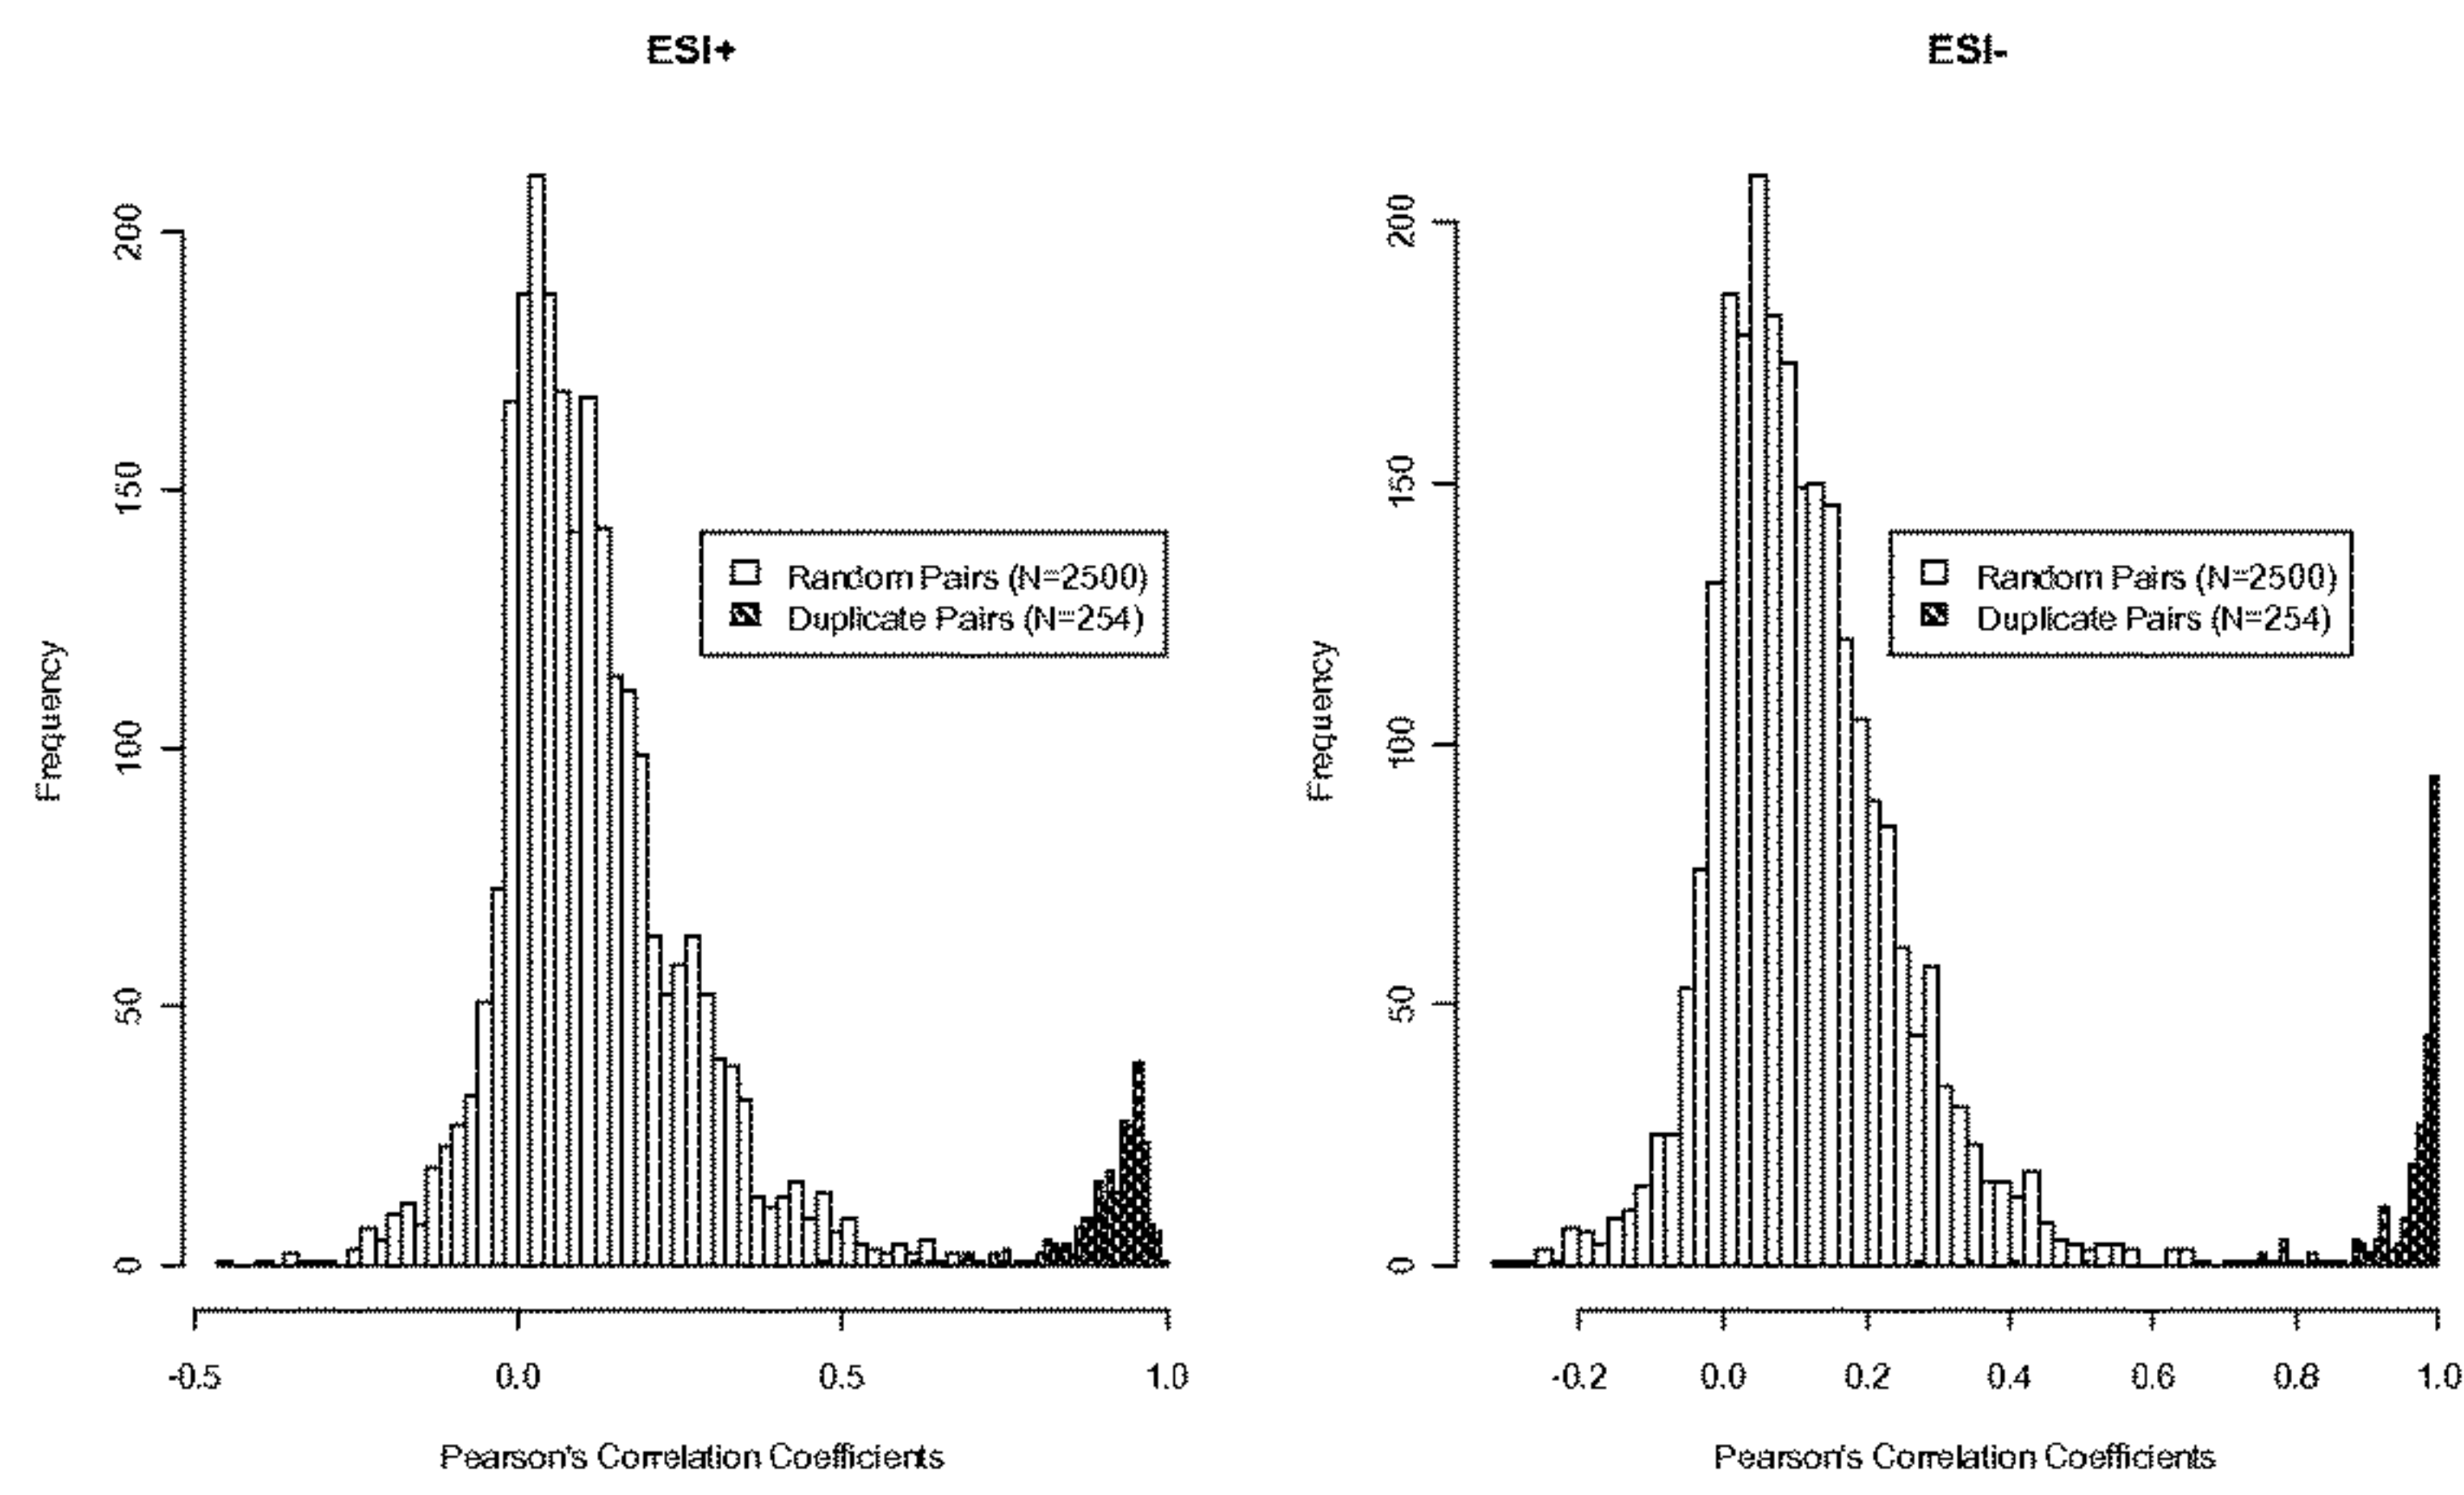 ESI+
Frequency
200
150
100
50
0
Random Pairs (N=2500)
Duplicate Pairs (N=254)
-0.5 0.0 0.5 1.0
Pearson's Correlation Coefficients
ESI-
Frequency
200
150
100
50
0
Random Pairs (N=2500)
Duplicate Pairs (N=254)
-0.2 0.0 0.2 0.4 0.6 0.8 1.0
Pearson's Correlation Coefficients